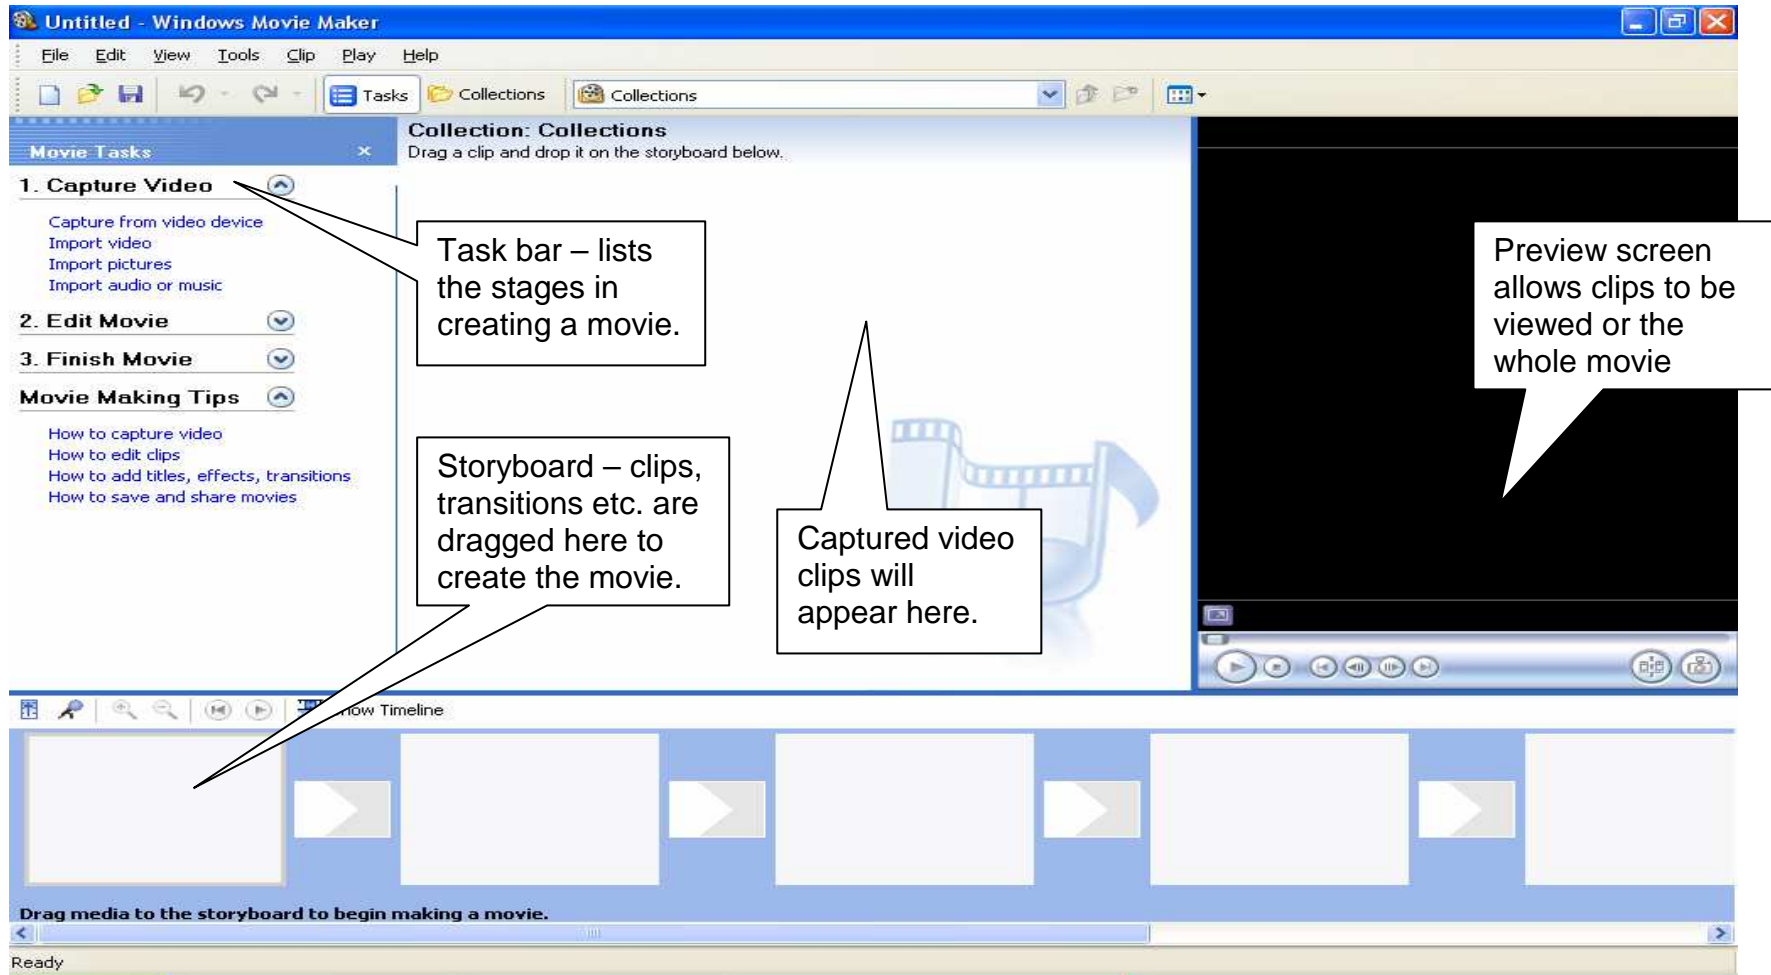 Untitled - Windows Movie Maker
File Edit View Tools Clip Play Help
Tasks Collections Collections
Movie Tasks
Collection: Collections
Drag a clip and drop it on the storyboard below.
1. Capture Video
Capture from video device
Import video
Import pictures
Import audio or music
2. Edit Movie
3. Finish Movie
Movie Making Tips
How to capture video
How to edit clips
How to add titles, effects, transitions
How to save and share movies
Task bar – lists
the stages in
creating a movie.
Storyboard – clips,
transitions etc. are
dragged here to
create the movie.
Captured video
clips will
appear here.
Preview screen
allows clips to be
viewed or the
whole movie
Timeline
Drag media to the storyboard to begin making a movie.
Ready